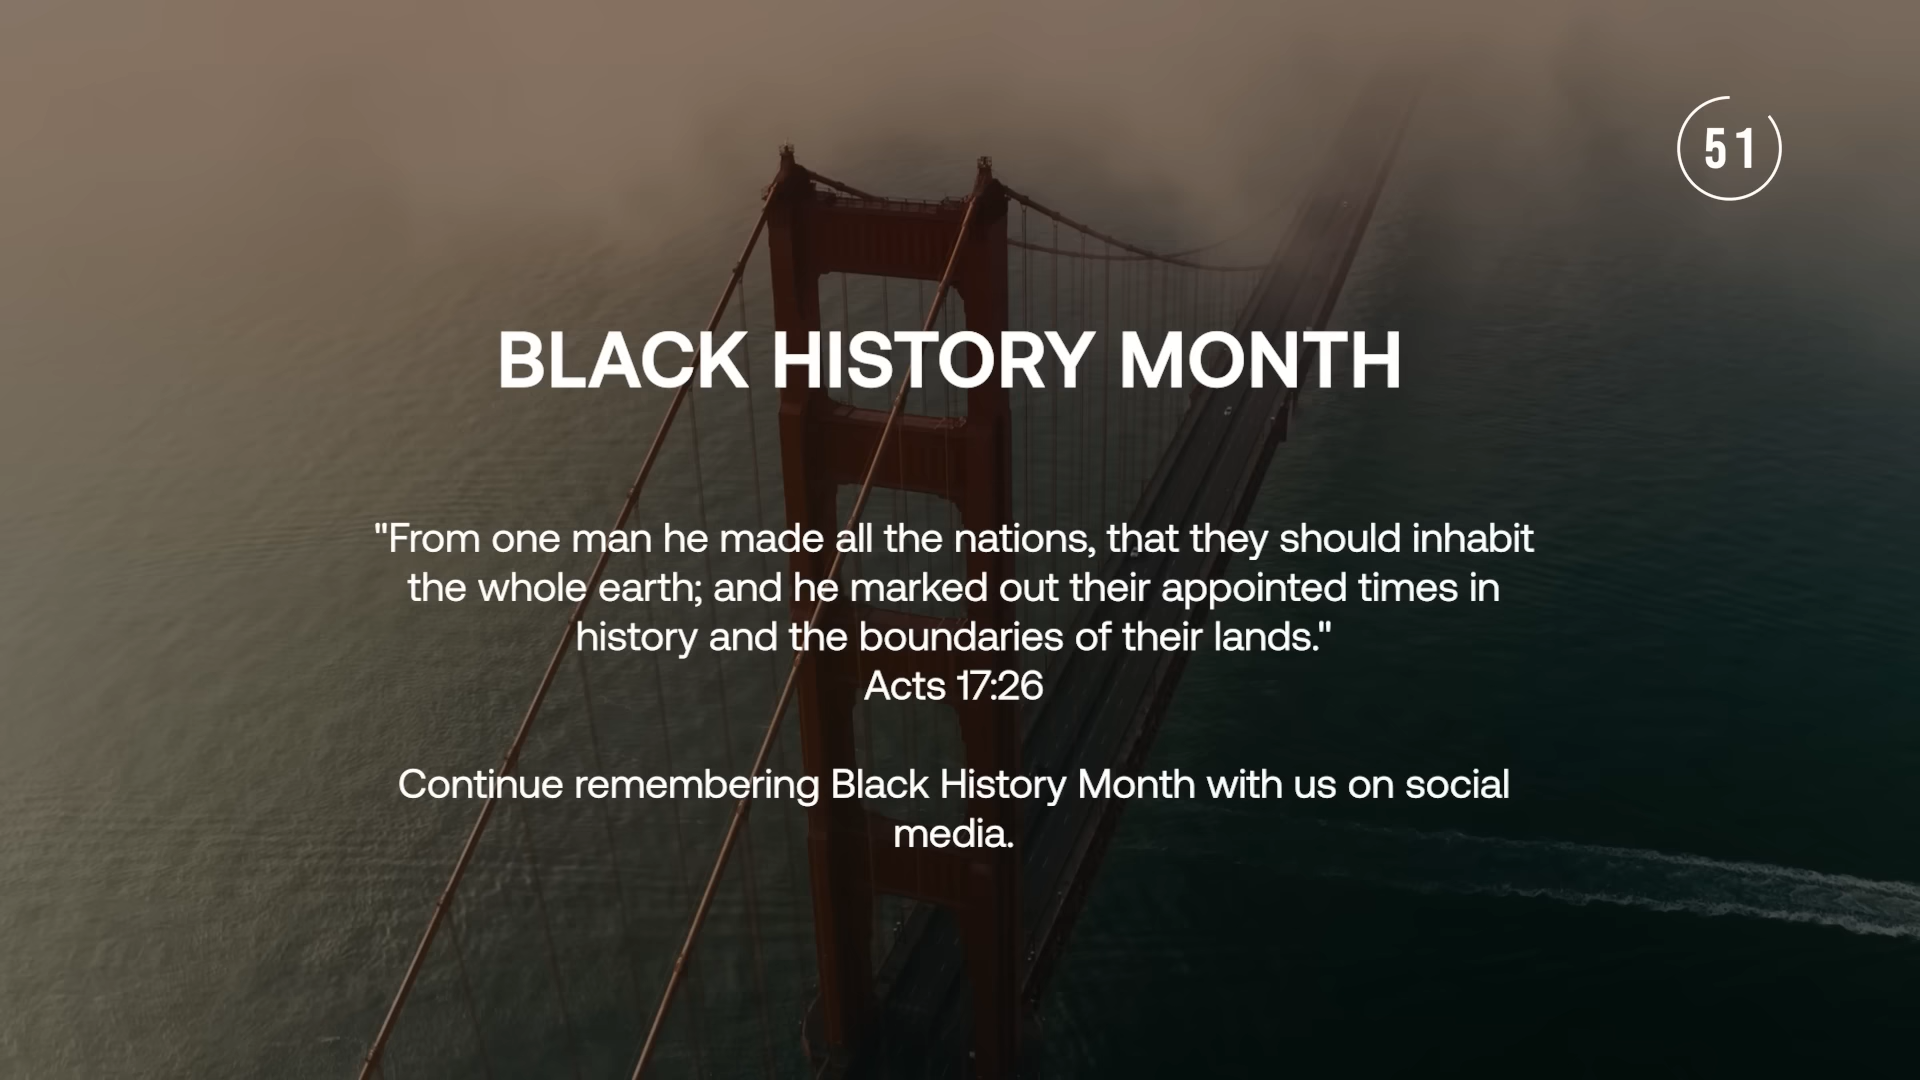 51
BLACK HISTORY MONTH
"From one man he made all the nations, that they should inhabit
the whole earth; and he marked out their appointed times in
history and the boundaries of their lands."
Acts 17:26
Continue remembering Black History Month with us on social
media.